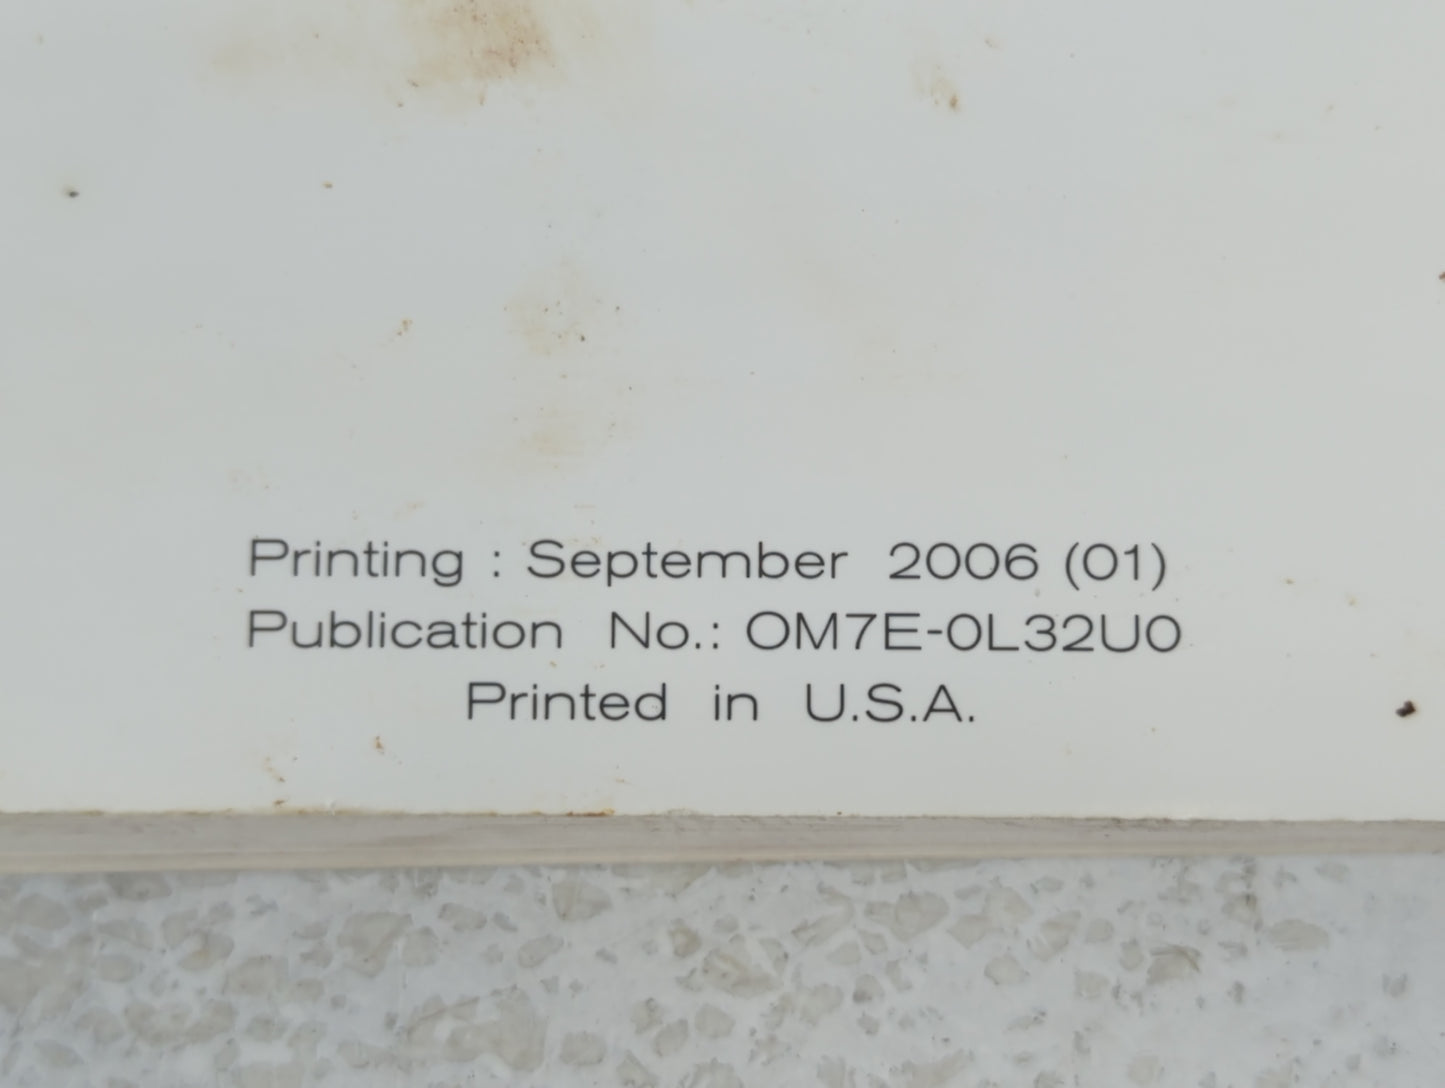 Printing : September 2006 (01)
Publication No.: OM7E-0L32U0
Printed in U.S.A.